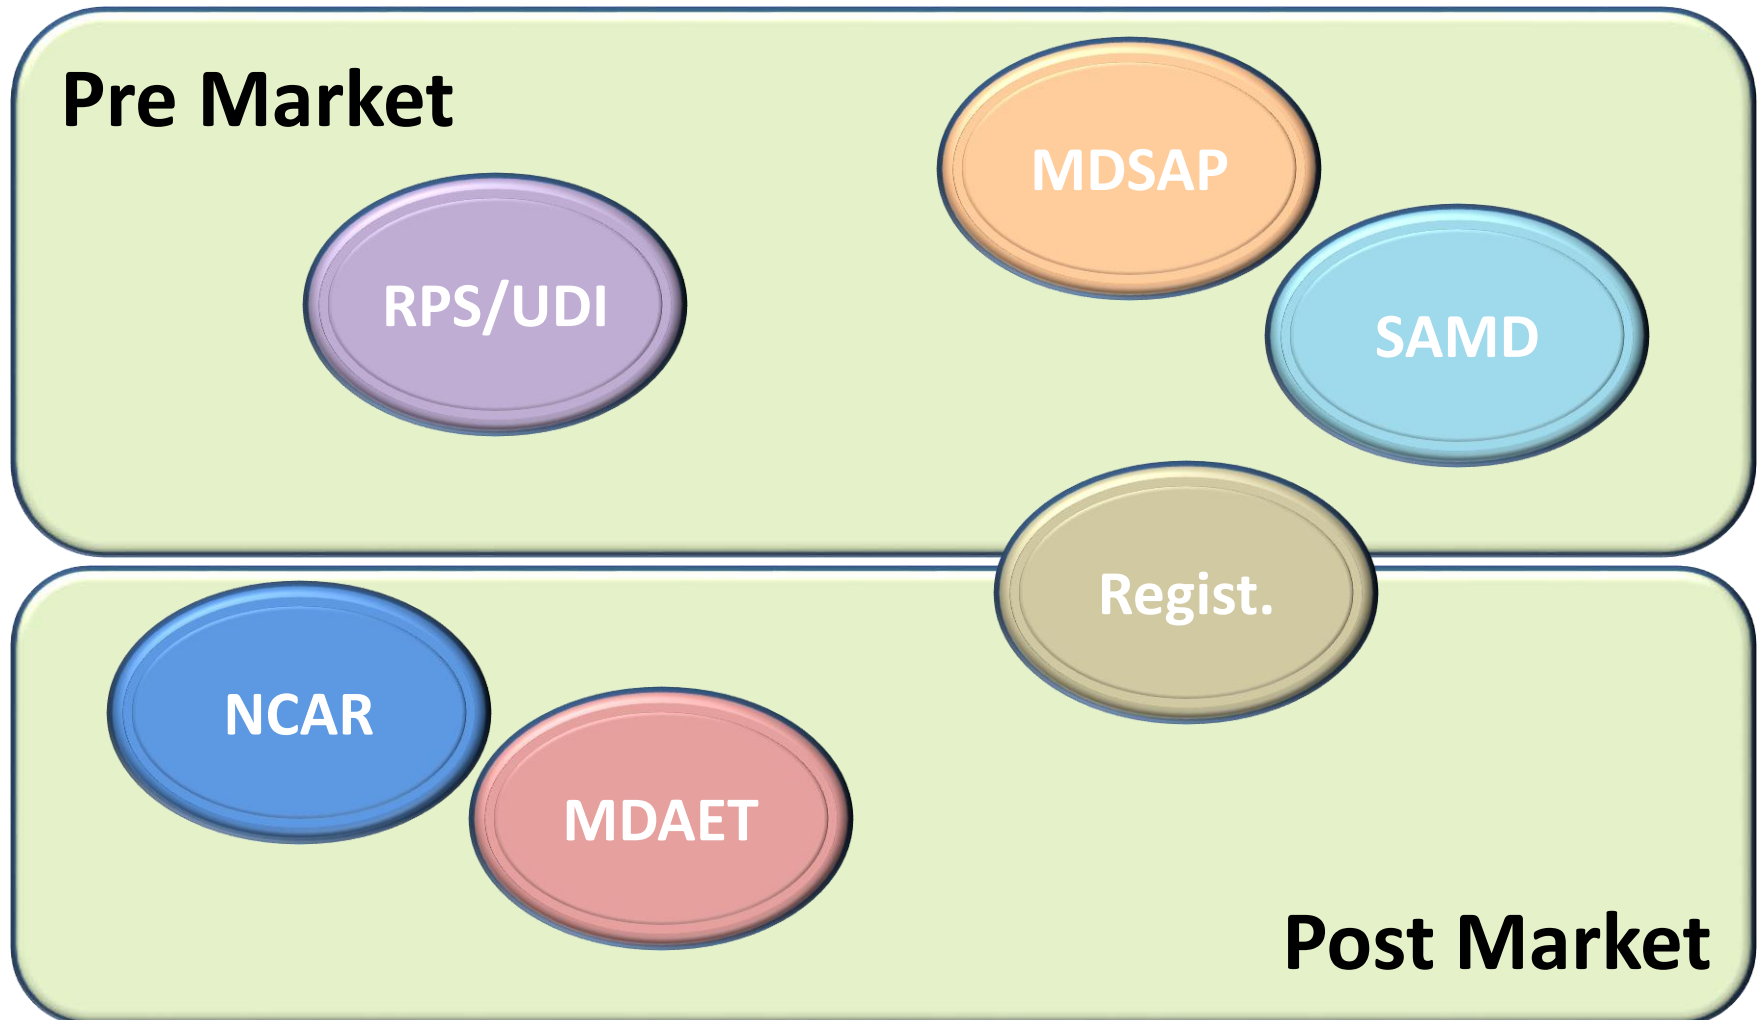 Pre Market
MDSAP
RPS/UDI
SAMD
Regist.
NCAR
MDAET
Post Market